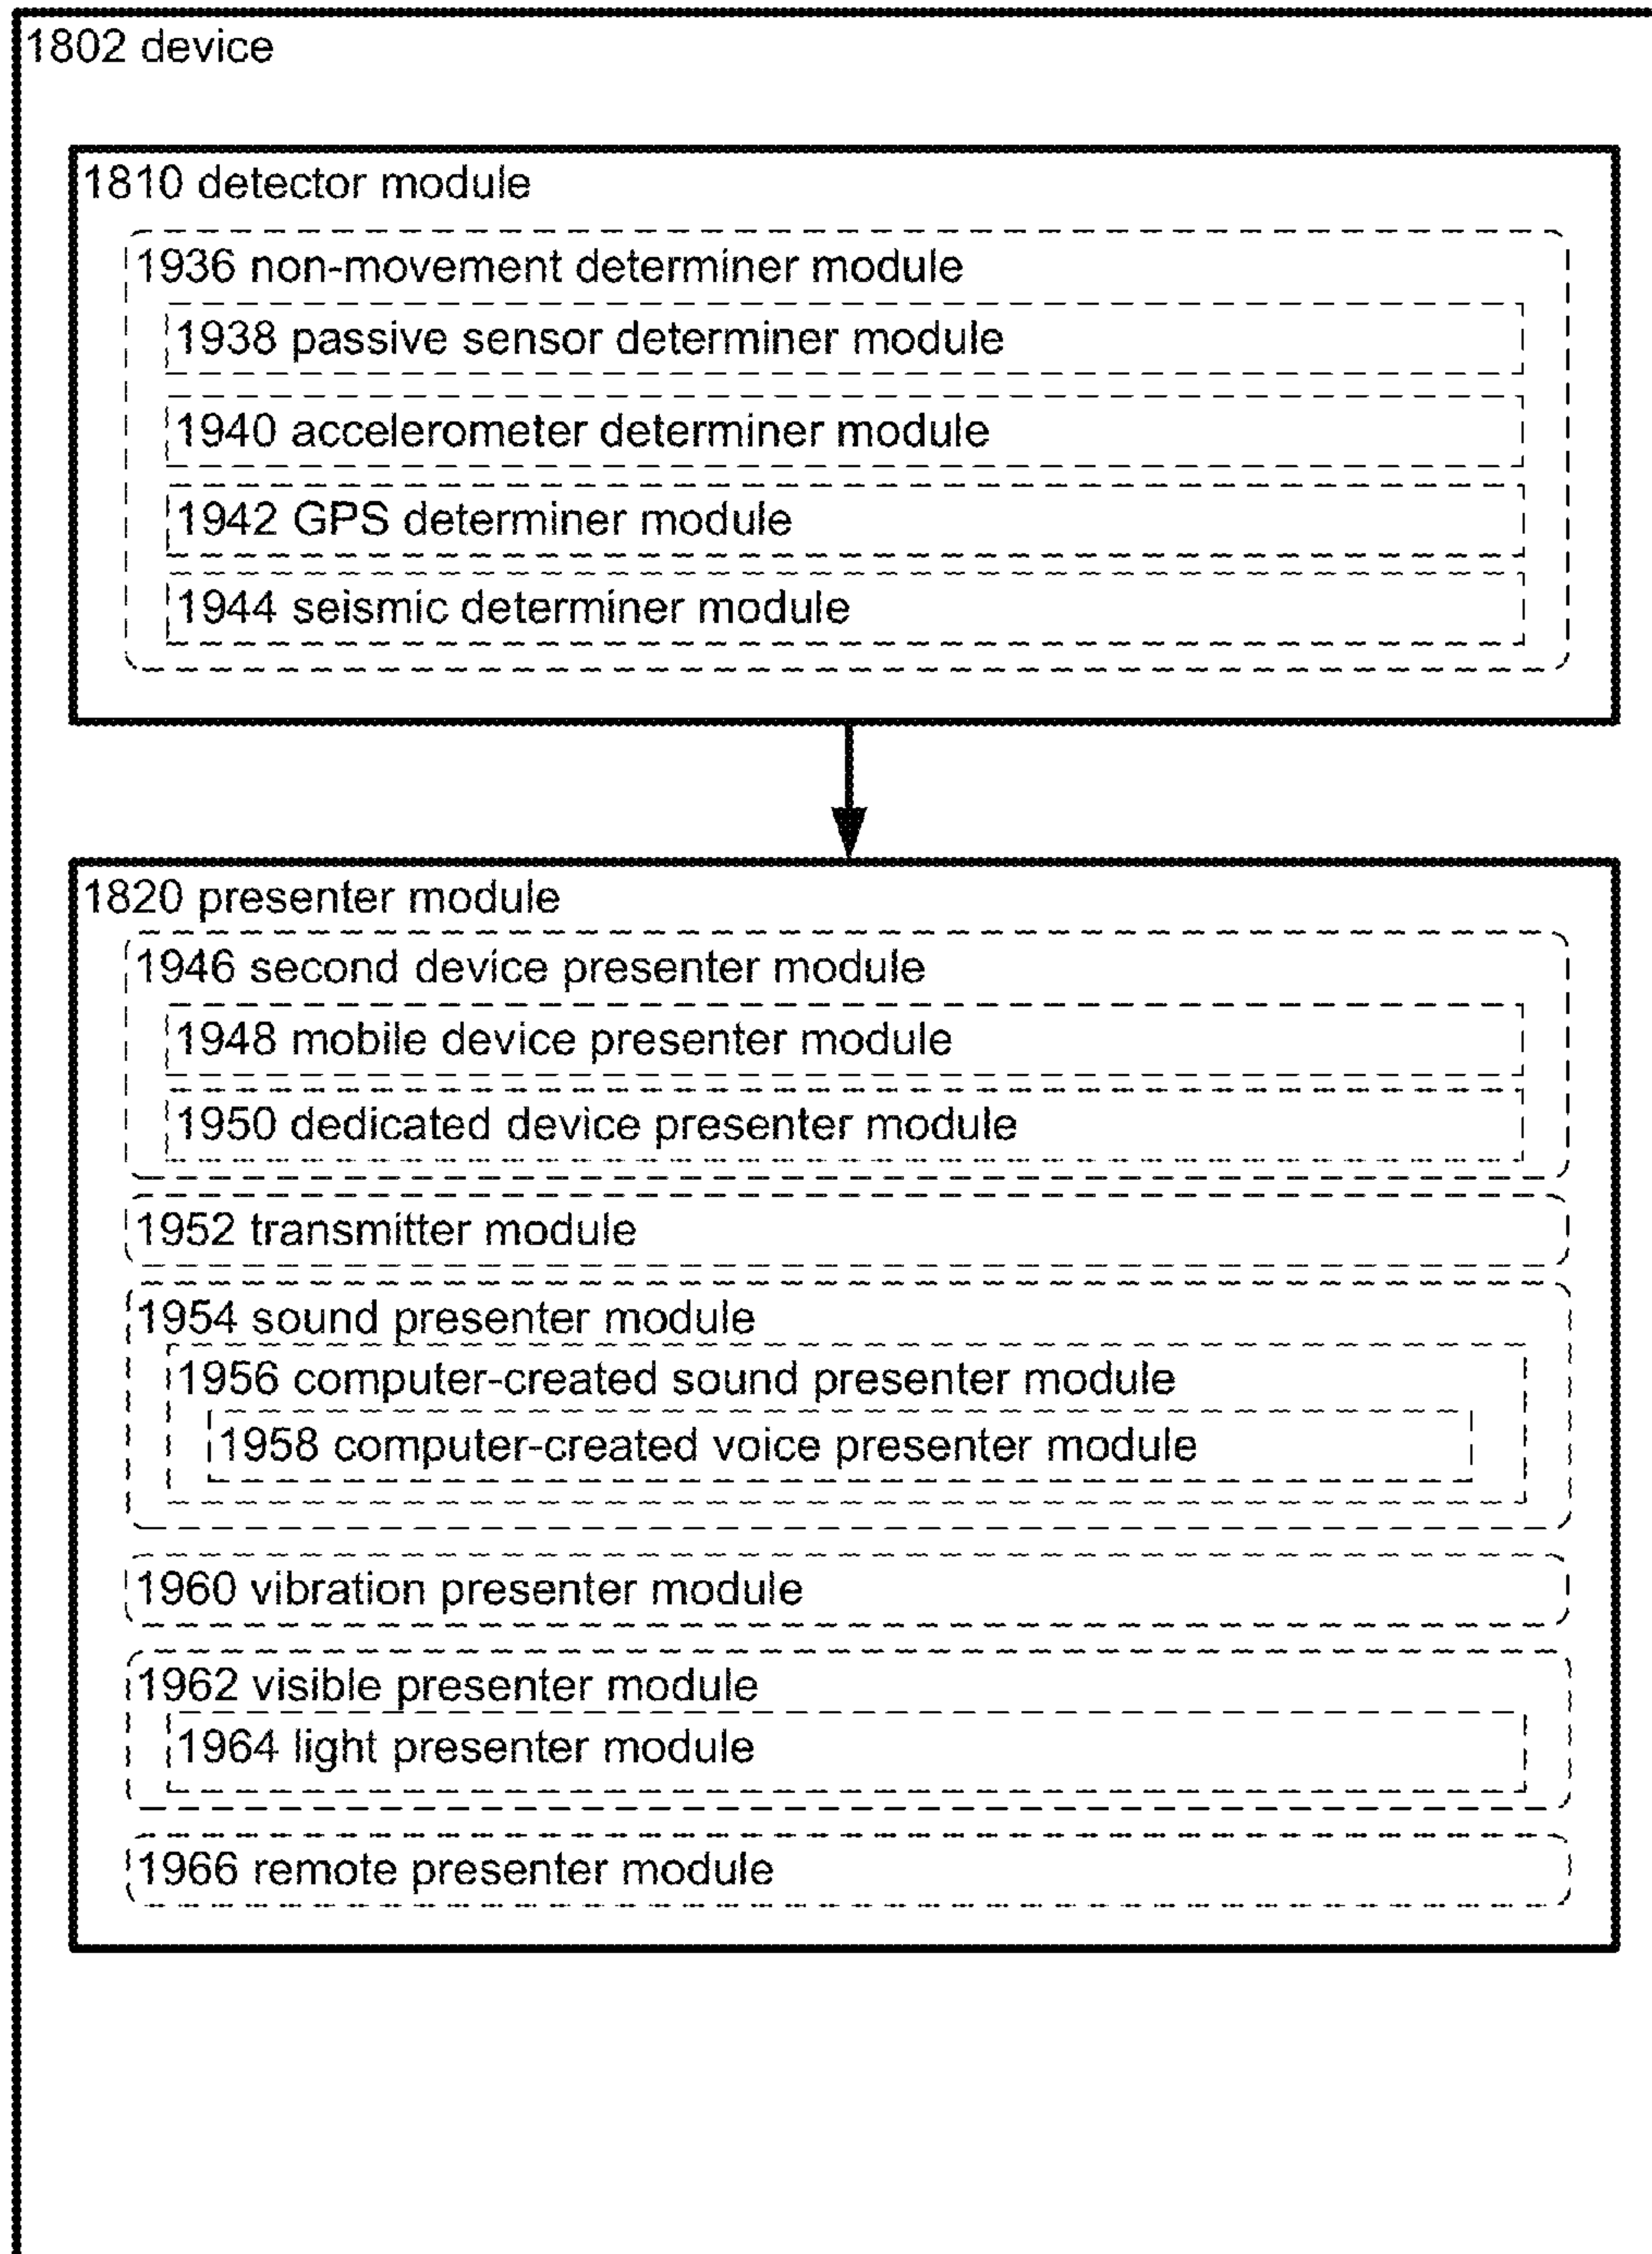 1802 device
1810 detector module
1936 non-movement determiner module
1938 passive sensor determiner module
1940 accelerometer determiner module
1942 GPS determiner module
1944 seismic determiner module
1820 presenter module
1946 second device presenter module
1948 mobile device presenter module
1950 dedicated device presenter module
1952 transmitter module
1954 sound presenter module
1956 computer-created sound presenter module
1958 computer-created voice presenter module
1960 vibration presenter module
1962 visible presenter module
1964 light presenter module
1966 remote presenter module